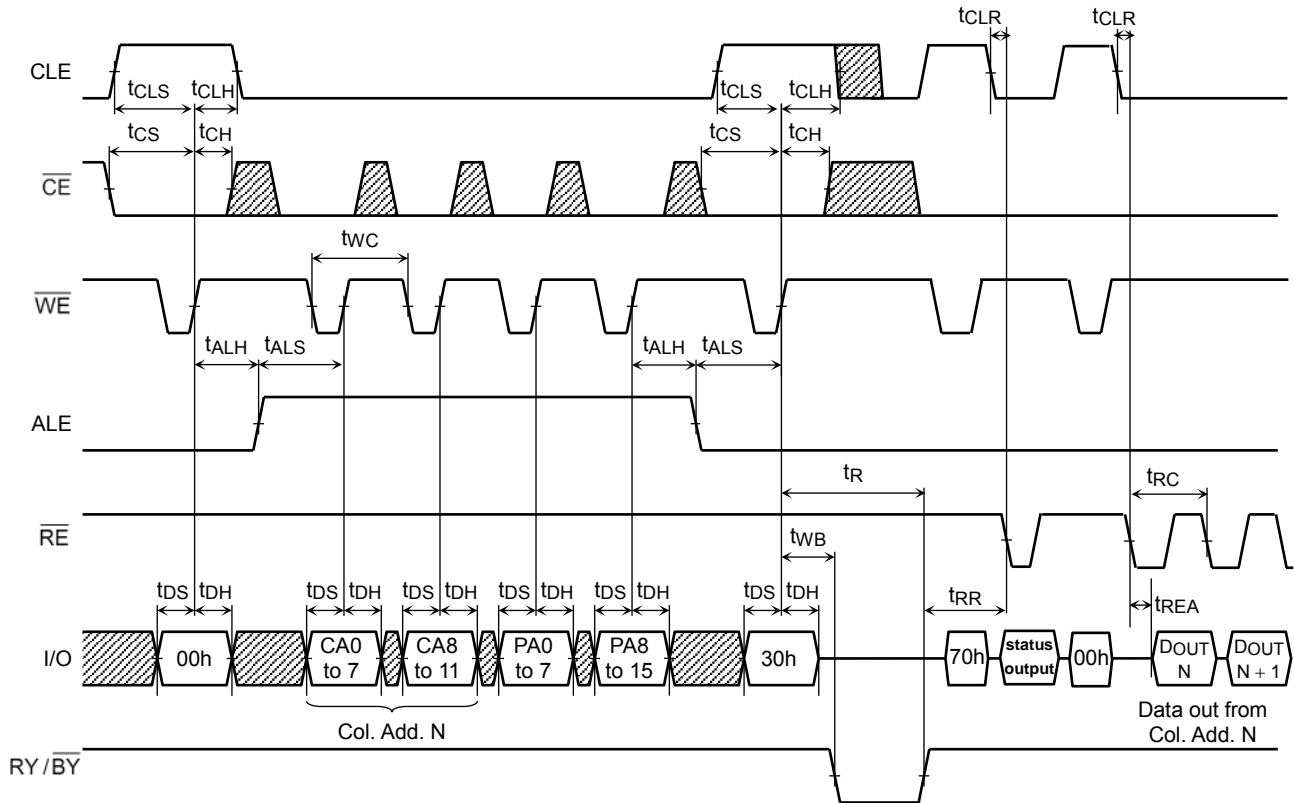 tCLR tCLR
CLE
tCLS tCLH tCLS tCLH
tCS tCH tCS tCH
CE
tWC
WE
tALH tALS tALH tALS
ALE
tR
tRC
RE
tWB
tDS tDH tDS tDH tDS tDH tDS tDH tDS tDH tDS tDH
tRR tREA
I/O
00h
CA0 to 7
CA8 to 11
PA0 to 7
PA8 to 15
30h
70h
status output
00h
DOUT N
DOUT N + 1
Col. Add. N
Data out from
Col. Add. N
RY / BY